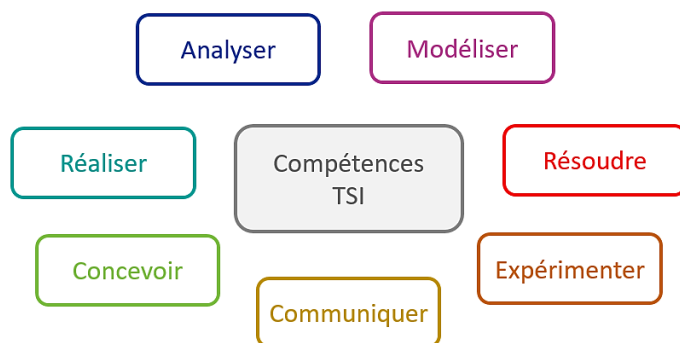 Analyser
Modéliser
Réaliser
Compétences
TSI
Résoudre
Concevoir
Expérimenter
Communiquer